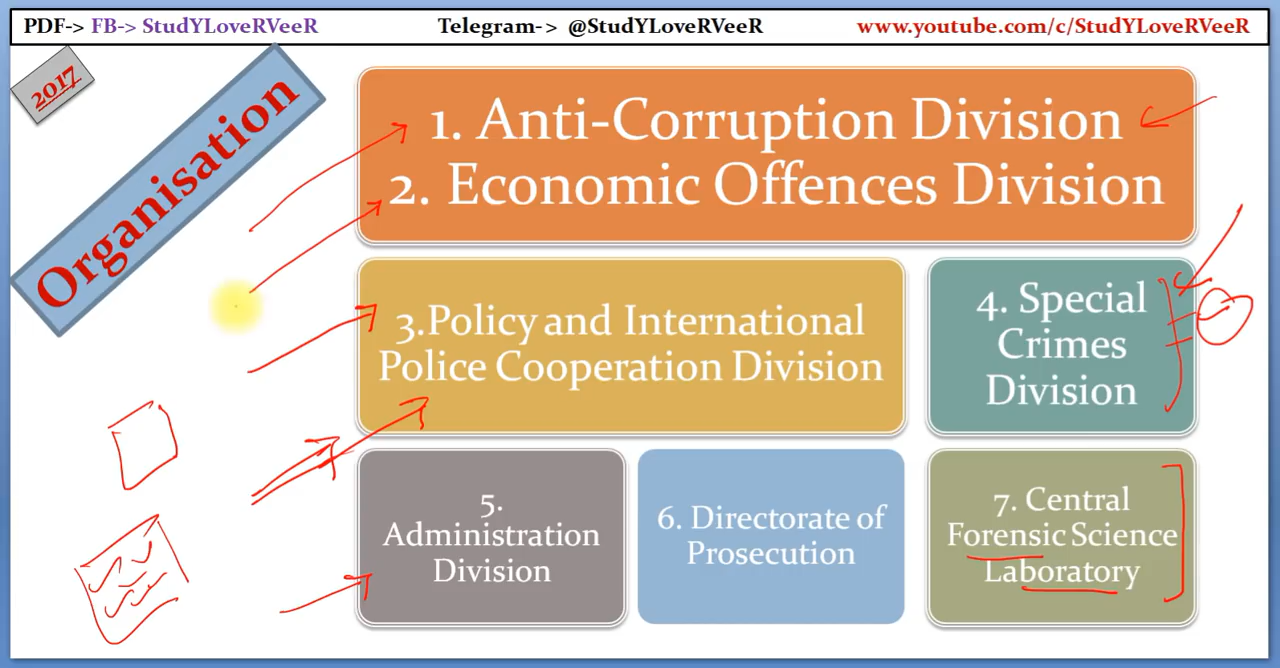 PDF-> FB-> StudYLoveRVeeR
Telegram-> @StudYLoveRVeeR
www.youtube.com/c/StudYLoveRVeeR
2017
Organisation
1. Anti-Corruption Division
2. Economic Offences Division
3.Policy and International
Police Cooperation Division
4. Special
Crimes
Division
5.
Administration
Division
6. Directorate of
Prosecution
7. Central
Forensic Science
Laboratory